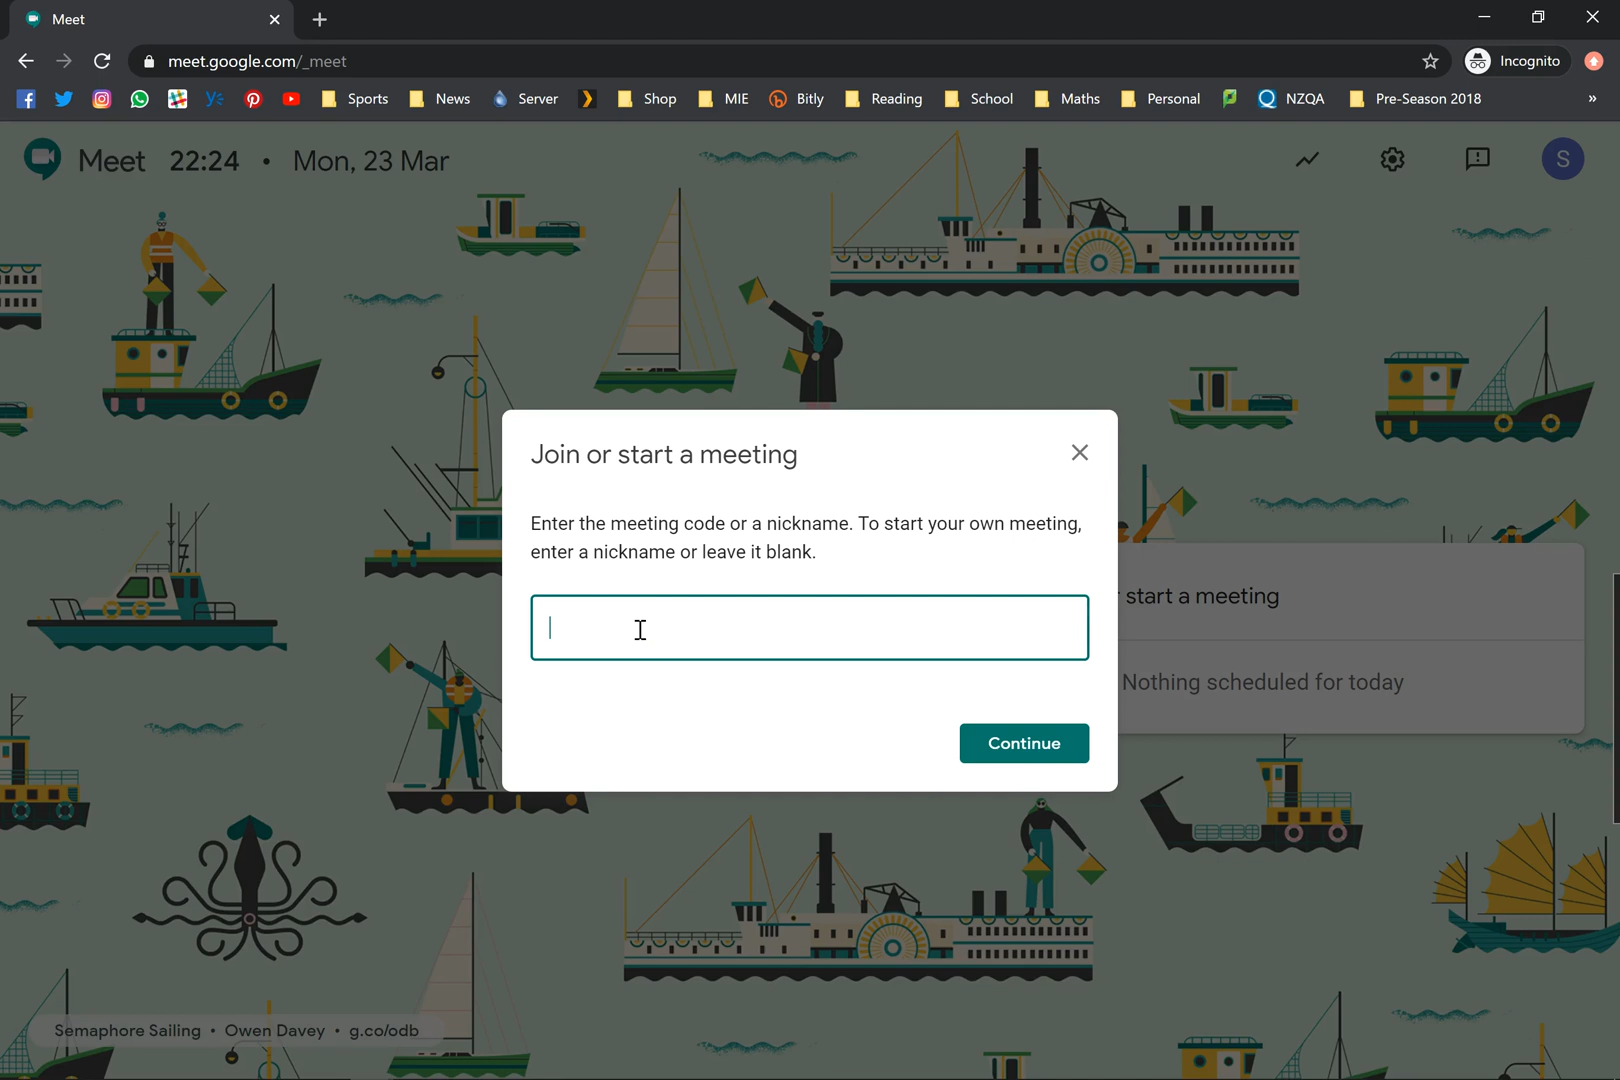 Meet
meet.google.com/_meet
Incognito
Sports News Server Shop MIE Bitly Reading School Maths Personal NZQA Pre-Season 2018 »
Meet 22:24 • Mon, 23 Mar
S
Join or start a meeting
Enter the meeting code or a nickname. To start your own meeting,
enter a nickname or leave it blank.
start a meeting
Nothing scheduled for today
Continue
Semaphore Sailing • Owen Davey • g.co/odb